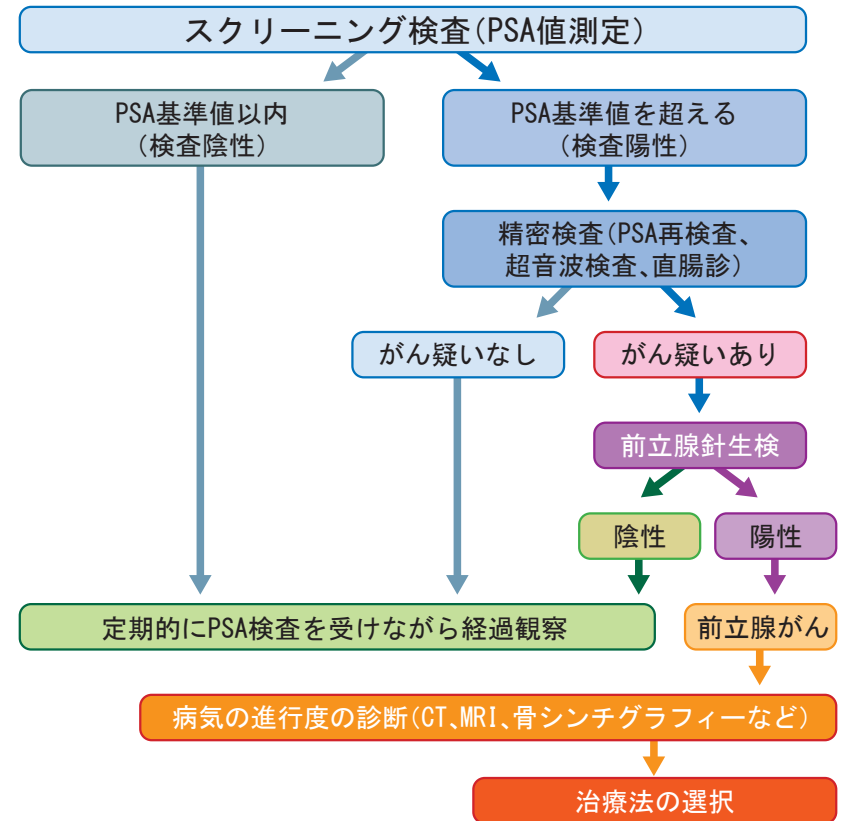 スクリーニング検査(PSA値測定)
PSA基準値以内
(検査陰性)
PSA基準値を超える
(検査陽性)
精密検査(PSA再検査、
超音波検査、直腸診)
がん疑いなし
がん疑いあり
前立腺針生検
陰性
陽性
定期的にPSA検査を受けながら経過観察
前立腺がん
病気の進行度の診断(CT、MRI、骨シンチグラフィーなど)
治療法の選択